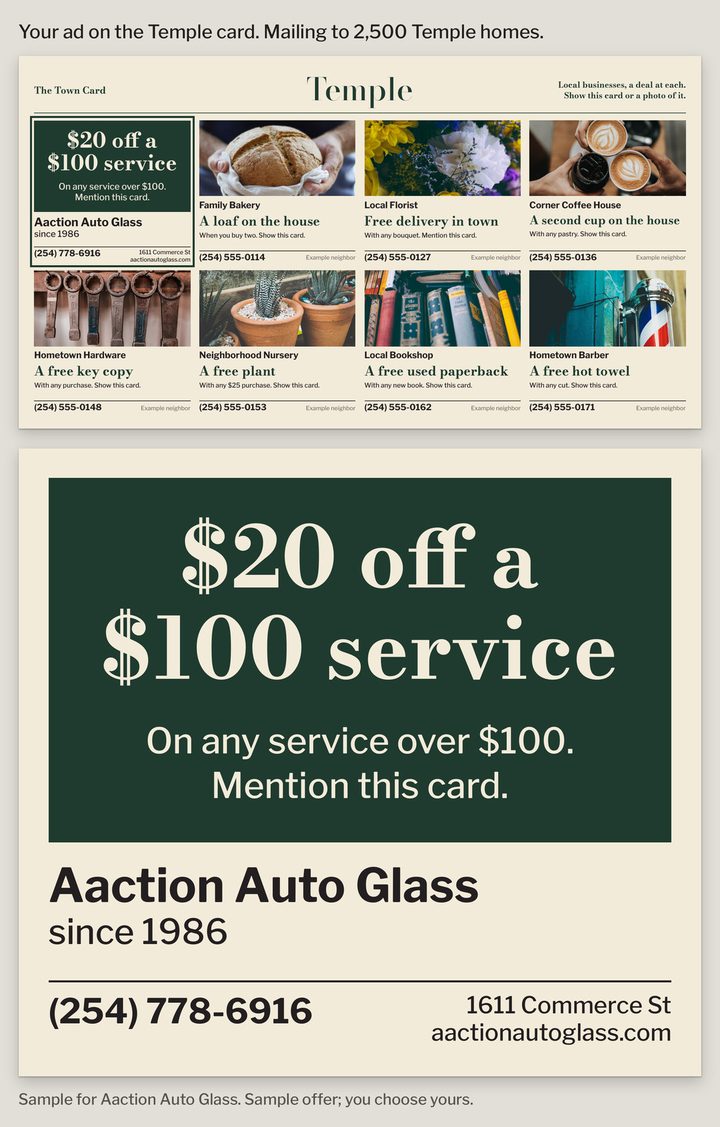 Your ad on the Temple card. Mailing to 2,500 Temple homes.
The Town Card
Temple
Local businesses, a deal at each.
Show this card or a photo of it.
$20 off a
$100 service
On any service over $100.
Mention this card.
Aaction Auto Glass
since 1986
(254) 778-6916
1611 Commerce St
aactionautoglass.com
Family Bakery
A loaf on the house
When you buy two. Show this card.
(254) 555-0114
Example neighbor
Local Florist
Free delivery in town
With any bouquet. Mention this card.
(254) 555-0127
Example neighbor
Corner Coffee House
A second cup on the house
With any pastry. Show this card.
(254) 555-0136
Example neighbor
Hometown Hardware
A free key copy
With any purchase. Show this card.
(254) 555-0148
Example neighbor
Neighborhood Nursery
A free plant
With any $25 purchase. Show this card.
(254) 555-0153
Example neighbor
Local Bookshop
A free used paperback
With any new book. Show this card.
(254) 555-0162
Example neighbor
Hometown Barber
A free hot towel
With any cut. Show this card.
(254) 555-0171
Example neighbor
$20 off a
$100 service
On any service over $100.
Mention this card.
Aaction Auto Glass
since 1986
(254) 778-6916
1611 Commerce St
aactionautoglass.com
Sample for Aaction Auto Glass. Sample offer; you choose yours.